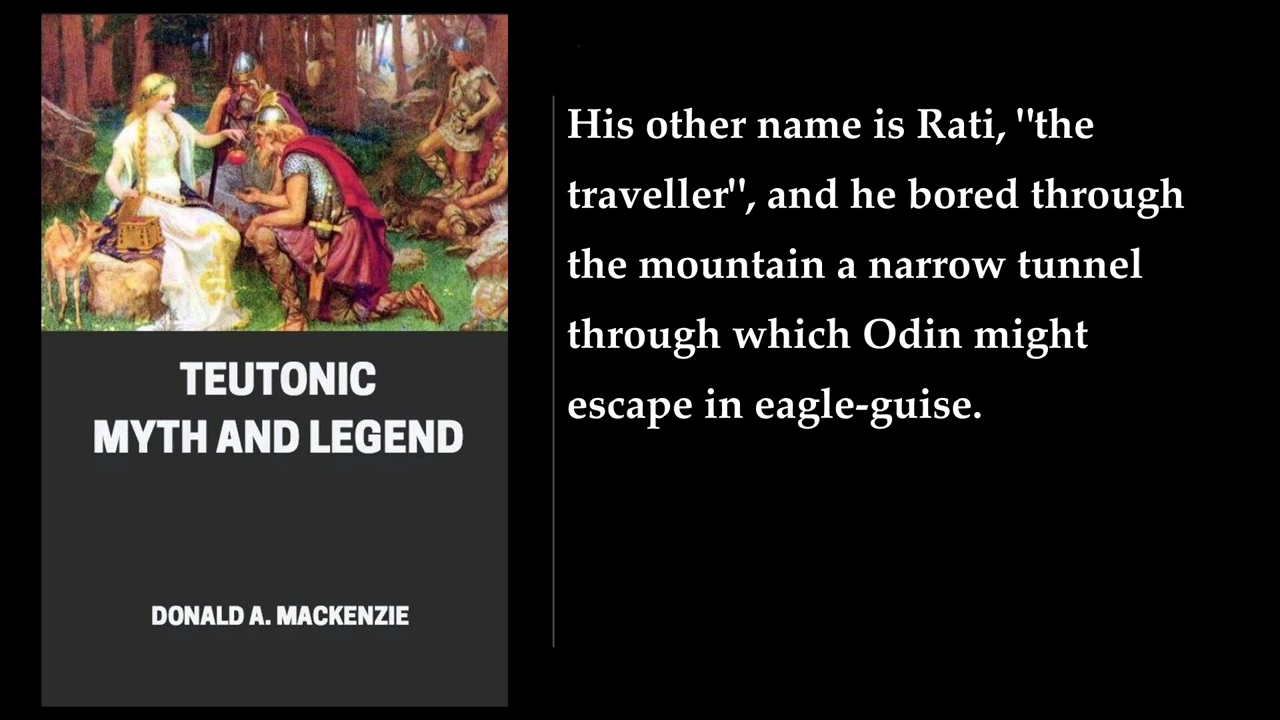 TEUTONIC
MYTH AND LEGEND
DONALD A. MACKENZIE
His other name is Rati, "the
traveller", and he bored through
the mountain a narrow tunnel
through which Odin might
escape in eagle-guise.